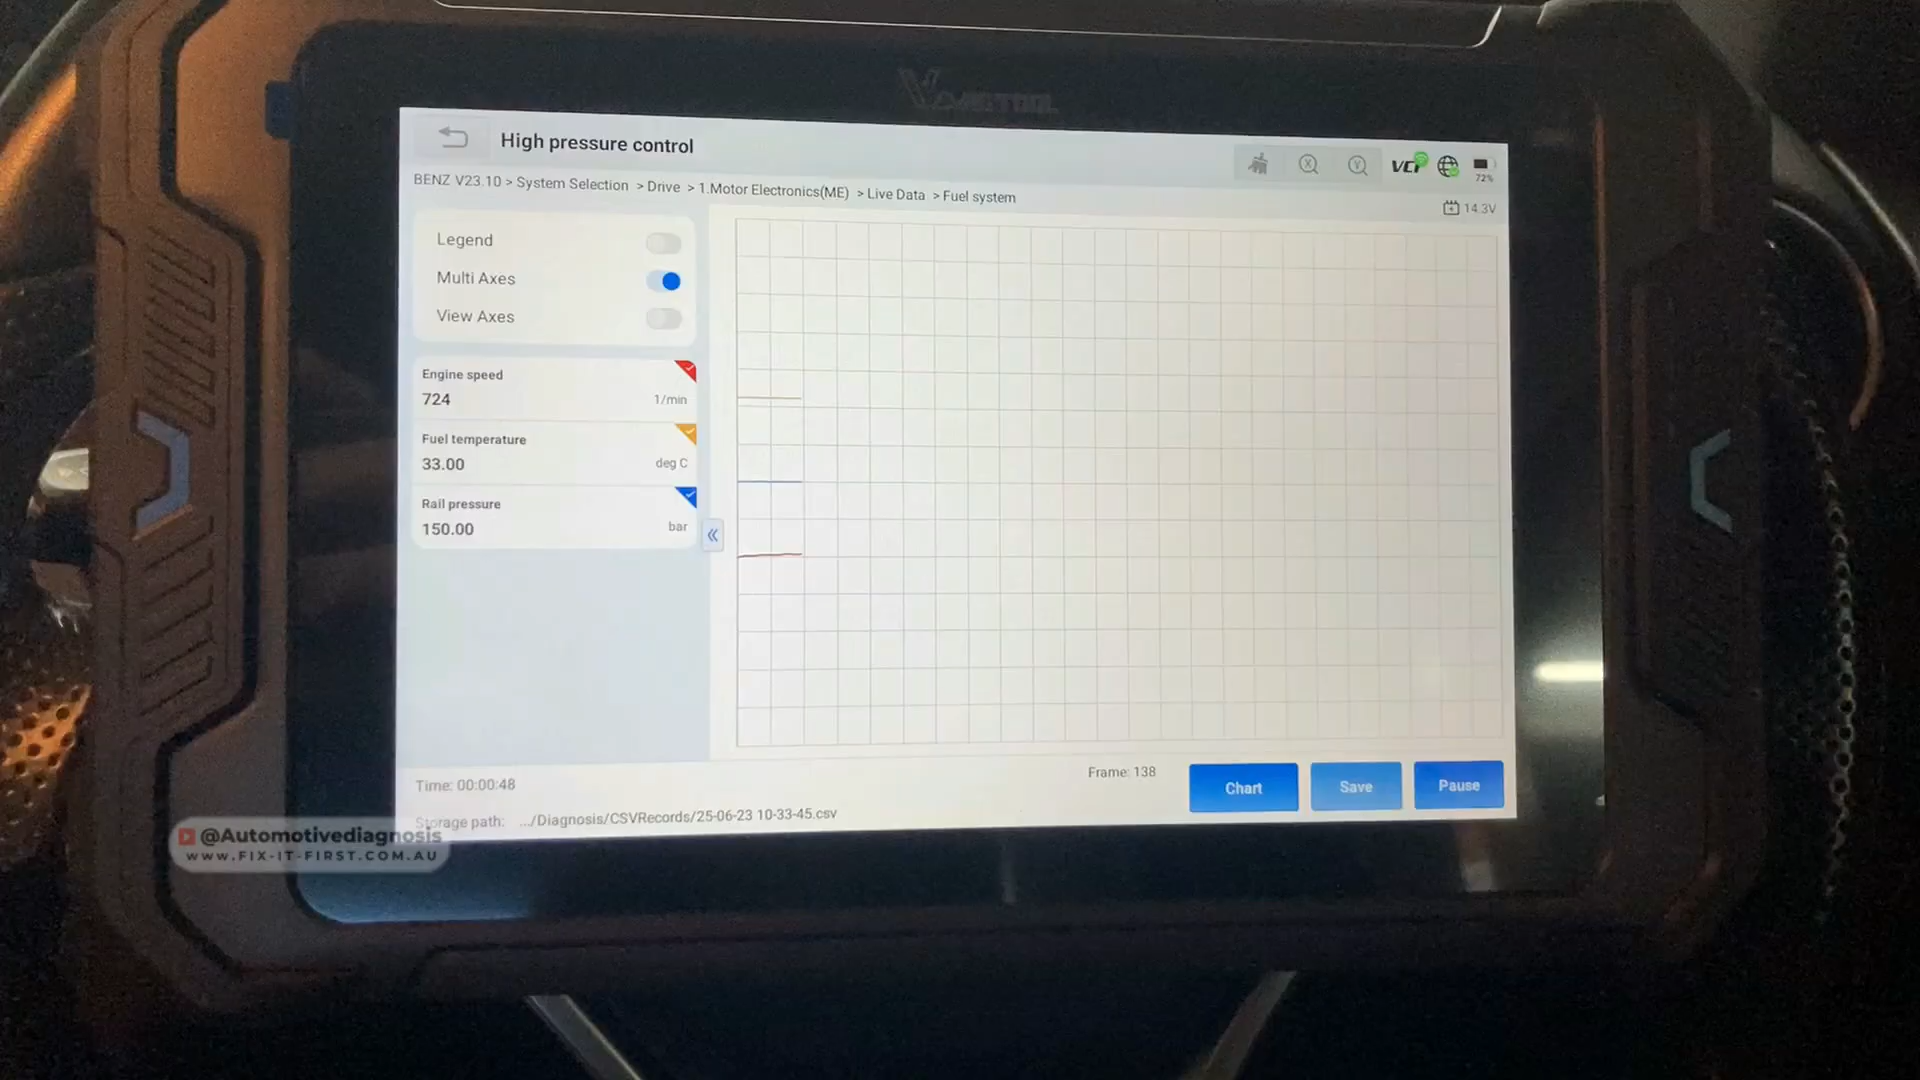 High pressure control
VCI
72%
BENZ V23.10 > System Selection > Drive > 1.Motor Electronics(ME) > Live Data > Fuel system
14.3V
Legend
Multi Axes
View Axes
Engine speed
724 1/min
Fuel temperature
33.00 deg C
Rail pressure
150.00 bar
Time: 00:00:48
Frame: 138
Chart
Save
Pause
Storage path: .../Diagnosis/CSVRecords/25-06-23 10-33-45.csv
@Automotivediagnosis
WWW.FIX-IT-FIRST.COM.AU